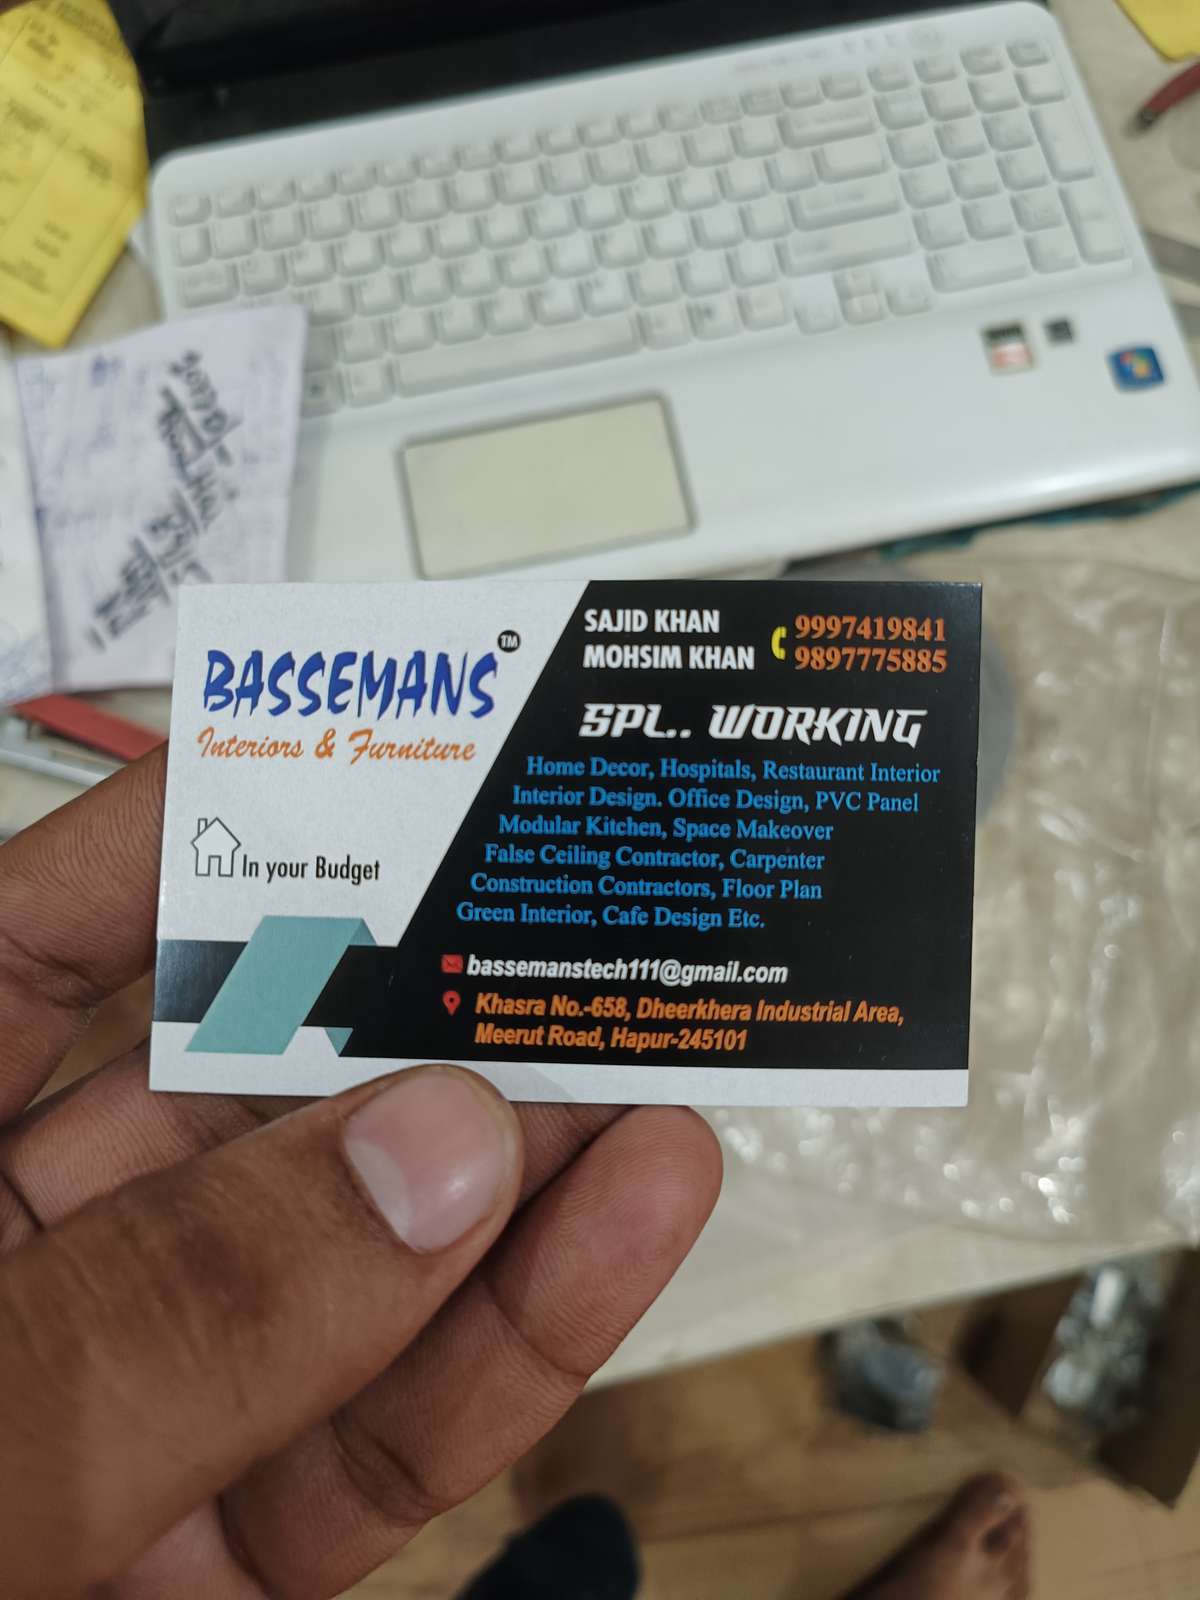 BASSEMANS TM
Interiors & Furniture
In your Budget
SAJID KHAN 9997419841
MOHSIM KHAN 9897775885
SPL.. WORKING
Home Decor, Hospitals, Restaurant Interior
Interior Design. Office Design, PVC Panel
Modular Kitchen, Space Makeover
False Ceiling Contractor, Carpenter
Construction Contractors, Floor Plan
Green Interior, Cafe Design Etc.
bassemanstech111@gmail.com
Khasra No.-658, Dheerkhera Industrial Area,
Meerut Road, Hapur-245101